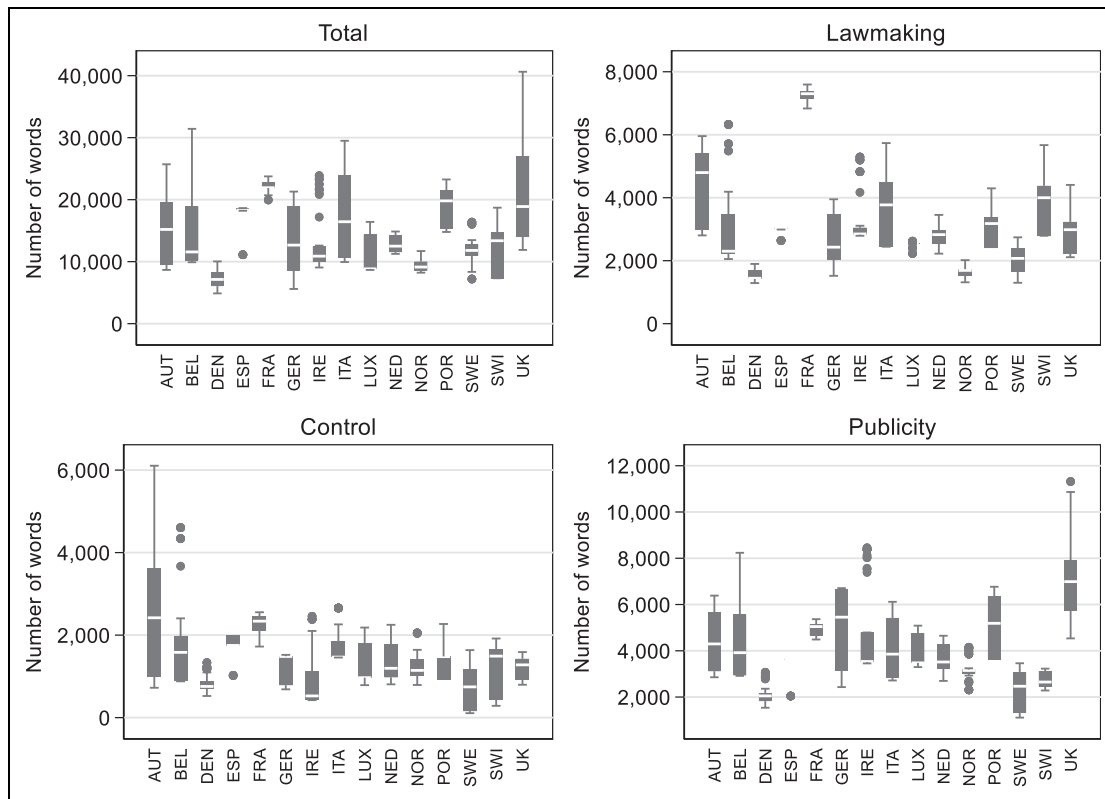 Total
Number of words
40,000
30,000
20,000
10,000
0
AUT BEL DEN ESP FRA GER IRE ITA LUX NED NOR POR SWE SWI UK
Lawmaking
Number of words
8,000
6,000
4,000
2,000
0
AUT BEL DEN ESP FRA GER IRE ITA LUX NED NOR POR SWE SWI UK
Control
Number of words
6,000
4,000
2,000
0
AUT BEL DEN ESP FRA GER IRE ITA LUX NED NOR POR SWE SWI UK
Publicity
Number of words
12,000
10,000
8,000
6,000
4,000
2,000
AUT BEL DEN ESP FRA GER IRE ITA LUX NED NOR POR SWE SWI UK